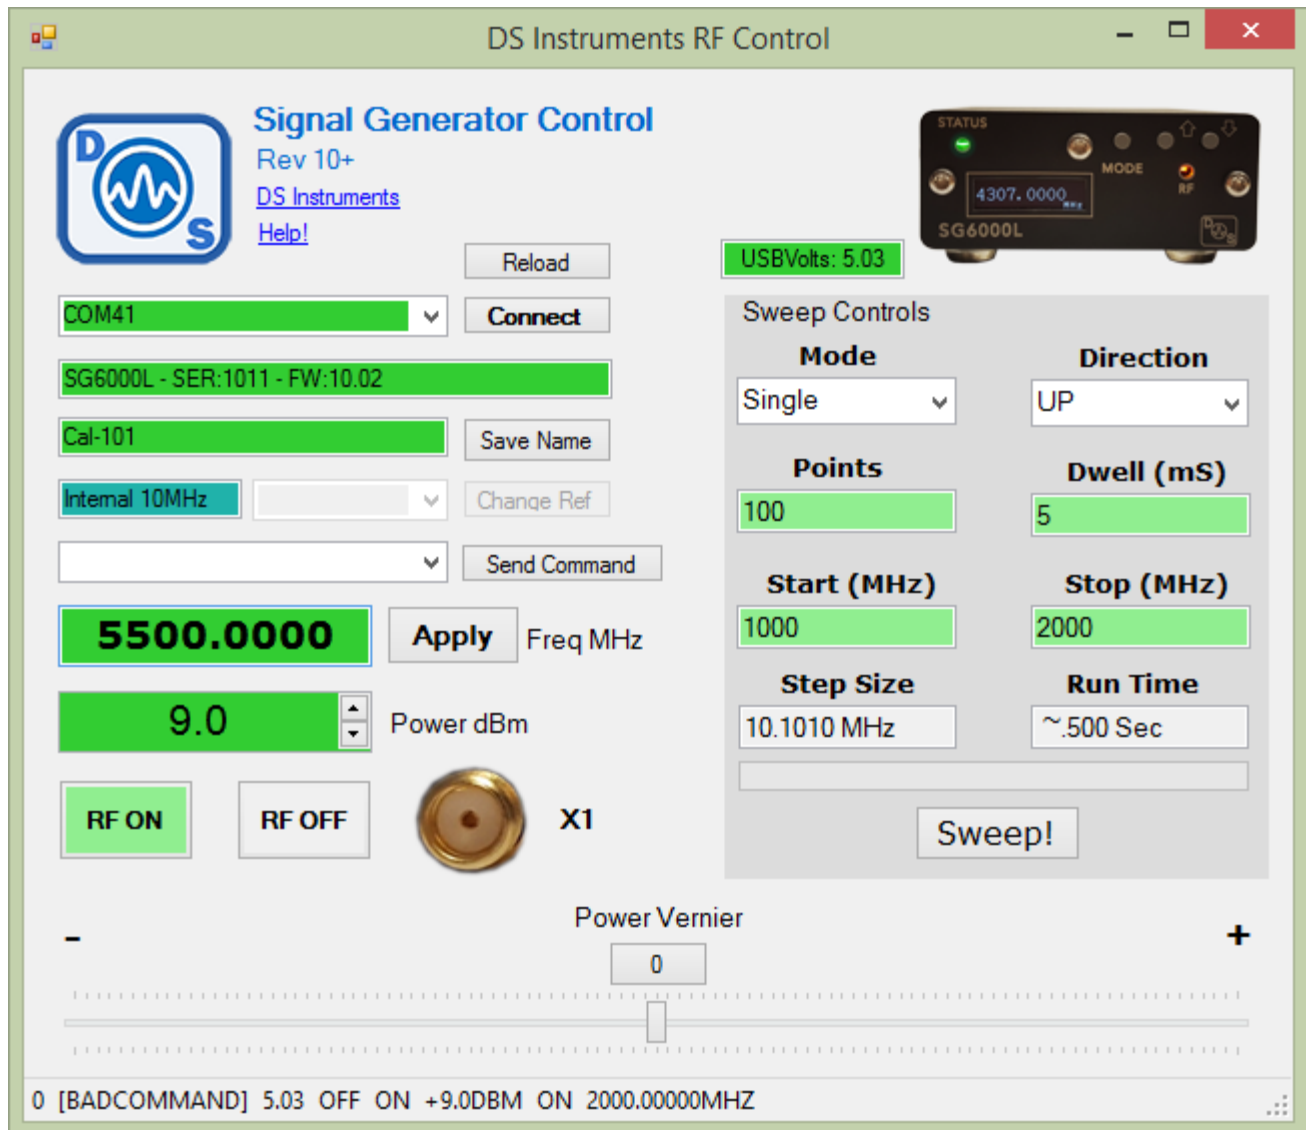 DS Instruments RF Control
D
S
Signal Generator Control
Rev 10+
DS Instruments
Help!
STATUS
MODE
RF
4307.0000
MHz
SG6000L
D S
Reload
USBVolts: 5.03
COM41
Connect
SG6000L - SER:1011 - FW:10.02
Cal-101
Save Name
Internal 10MHz
Change Ref
Send Command
5500.0000
Apply
Freq MHz
9.0
Power dBm
RF ON
RF OFF
X1
Sweep Controls
Mode
Direction
Single
UP
Points
Dwell (mS)
100
5
Start (MHz)
Stop (MHz)
1000
2000
Step Size
Run Time
10.1010 MHz
~.500 Sec
Sweep!
Power Vernier
-
+
0
0 [BADCOMMAND] 5.03 OFF ON +9.0DBM ON 2000.00000MHZ